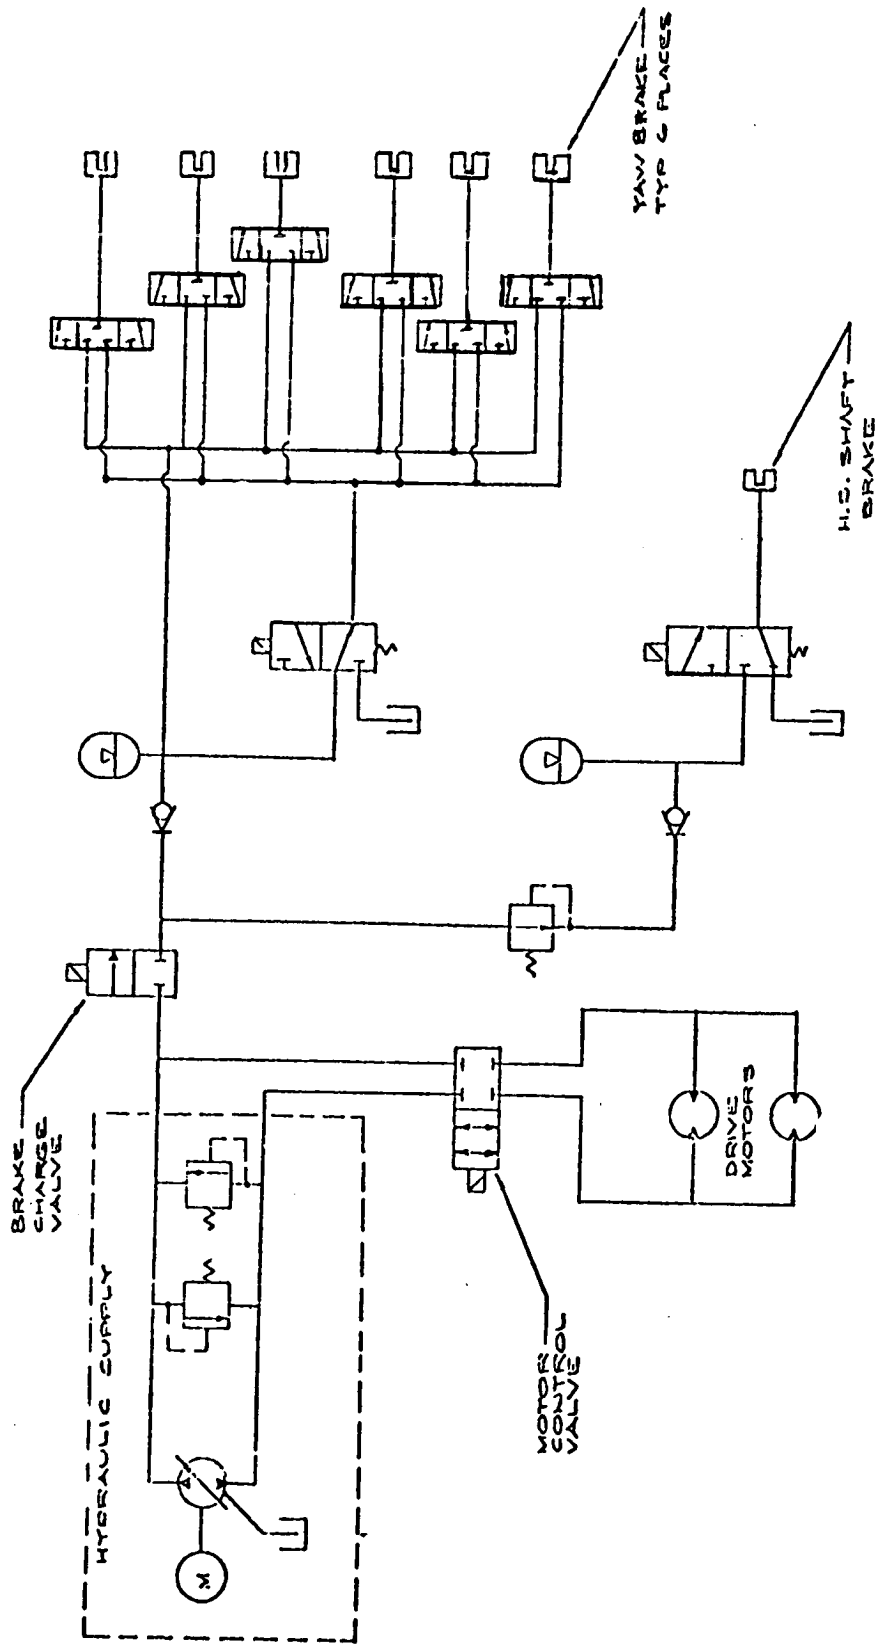 YAW BRAKE
TYP 6 PLACES
H.S. SHAFT
BRAKE
BRAKE
CHARGE
VALVE
HYDRAULIC SUPPLY
M
MOTOR
CONTROL
VALVE
DRIVE
MOTORS